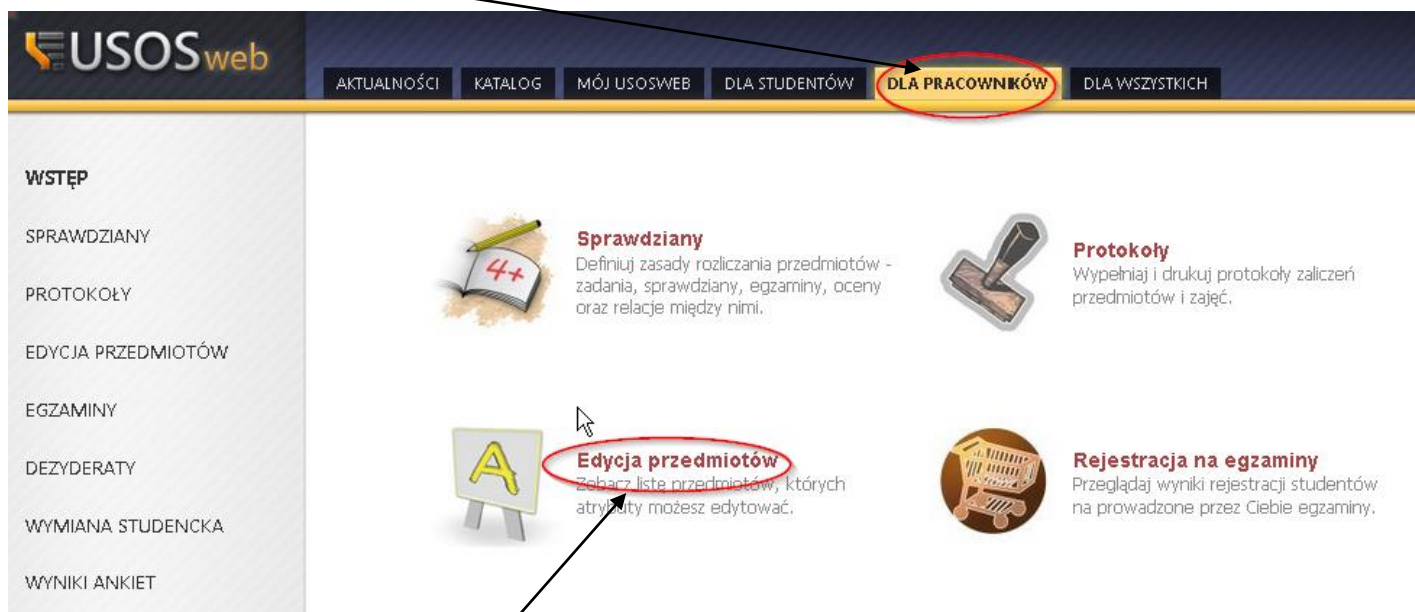 USOSweb
AKTUALNOŚCI KATALOG MÓJ USOSWEB DLA STUDENTÓW DLA PRACOWNIKÓW DLA WSZYSTKICH
WSTĘP
SPRAWDZIANY
PROTOKOŁY
EDYCJA PRZEDMIOTÓW
EGZAMINY
DEZYDERATY
WYMIANA STUDENCKA
WYNIKI ANKIET
4+
Sprawdziany
Definiuj zasady rozliczania przedmiotów -
zadania, sprawdziany, egzaminy, oceny
oraz relacje między nimi.
Protokoły
Wypełniaj i drukuj protokoły zaliczeń
przedmiotów i zajęć.
A
Edycja przedmiotów
Zobacz listę przedmiotów, których
atrybuty możesz edytować.
Rejestracja na egzaminy
Przeglądaj wyniki rejestracji studentów
na prowadzone przez Ciebie egzaminy.